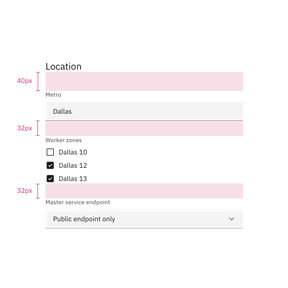 Location
40px
Metro
Dallas
32px
Worker zones
Dallas 10
Dallas 12
Dallas 13
32px
Master service endpoint
Public endpoint only